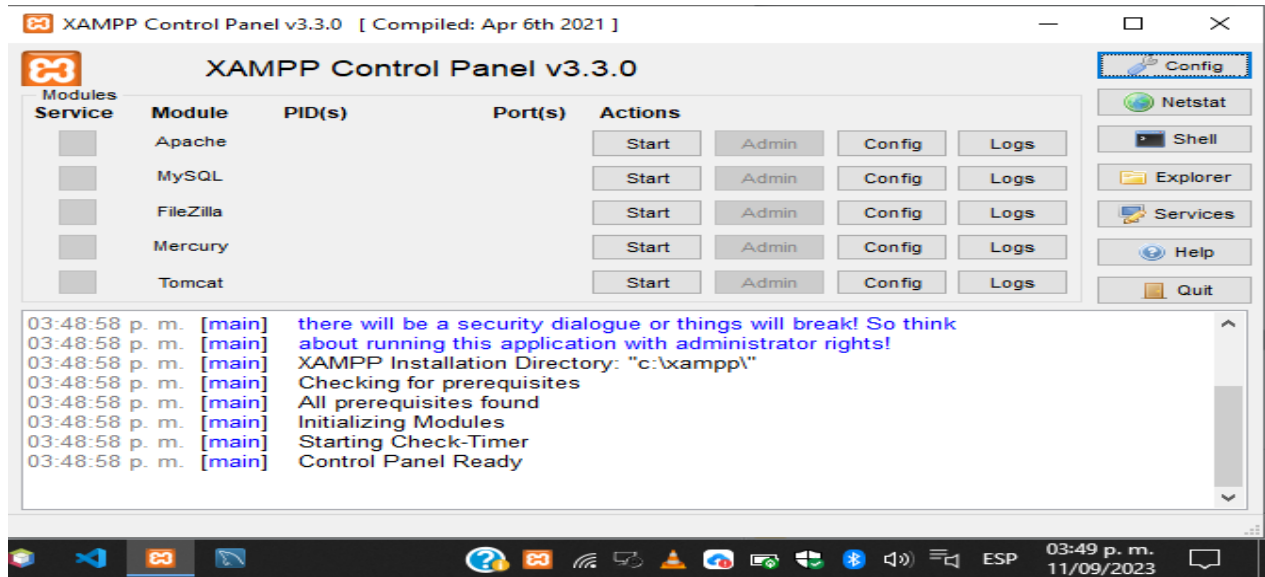 XAMPP Control Panel v3.3.0 [ Compiled: Apr 6th 2021 ]
XAMPP Control Panel v3.3.0
Config
Modules
Service Module PID(s) Port(s) Actions
Netstat
Apache Start Admin Config Logs
Shell
MySQL Start Admin Config Logs
Explorer
FileZilla Start Admin Config Logs
Services
Mercury Start Admin Config Logs
Help
Tomcat Start Admin Config Logs
Quit
03:48:58 p. m. [main] there will be a security dialogue or things will break! So think
03:48:58 p. m. [main] about running this application with administrator rights!
03:48:58 p. m. [main] XAMPP Installation Directory: "c:\xampp\"
03:48:58 p. m. [main] Checking for prerequisites
03:48:58 p. m. [main] All prerequisites found
03:48:58 p. m. [main] Initializing Modules
03:48:58 p. m. [main] Starting Check-Timer
03:48:58 p. m. [main] Control Panel Ready
ESP
03:49 p. m.
11/09/2023